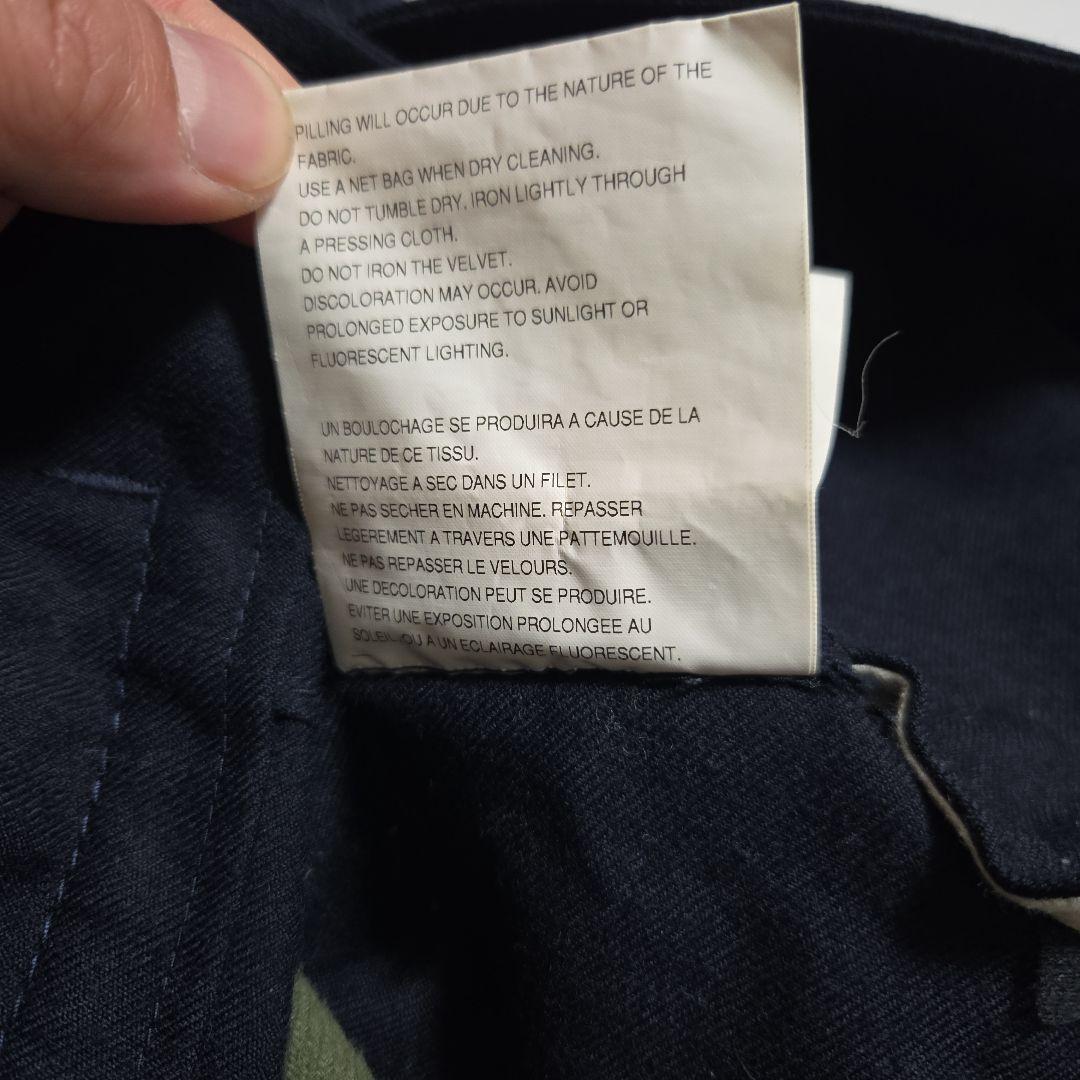 PILLING WILL OCCUR DUE TO THE NATURE OF THE
FABRIC.
USE A NET BAG WHEN DRY CLEANING.
DO NOT TUMBLE DRY. IRON LIGHTLY THROUGH
A PRESSING CLOTH.
DO NOT IRON THE VELVET.
DISCOLORATION MAY OCCUR. AVOID
PROLONGED EXPOSURE TO SUNLIGHT OR
FLUORESCENT LIGHTING.
UN BOULOCHAGE SE PRODUIRA A CAUSE DE LA
NATURE DE CE TISSU.
NETTOYAGE A SEC DANS UN FILET.
NE PAS SECHER EN MACHINE. REPASSER
LEGEREMENT A TRAVERS UNE PATTEMOUILLE.
NE PAS REPASSER LE VELOURS.
UNE DECOLORATION PEUT SE PRODUIRE.
EVITER UNE EXPOSITION PROLONGEE AU
SOLEIL OU A UN ECLAIRAGE FLUORESCENT.